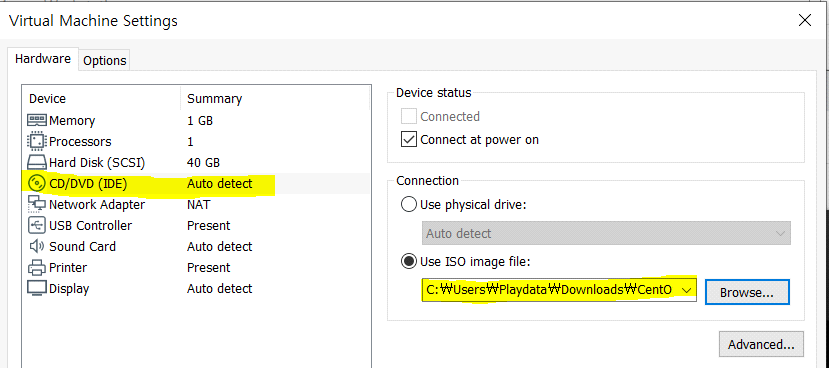 Virtual Machine Settings
Hardware Options
Device Summary
Memory 1 GB
Processors 1
Hard Disk (SCSI) 40 GB
CD/DVD (IDE) Auto detect
Network Adapter NAT
USB Controller Present
Sound Card Auto detect
Printer Present
Display Auto detect
Device status
Connected
Connect at power on
Connection
Use physical drive:
Auto detect
Use ISO image file:
C:₩Users₩Playdata₩Downloads₩CentO
Browse...
Advanced...